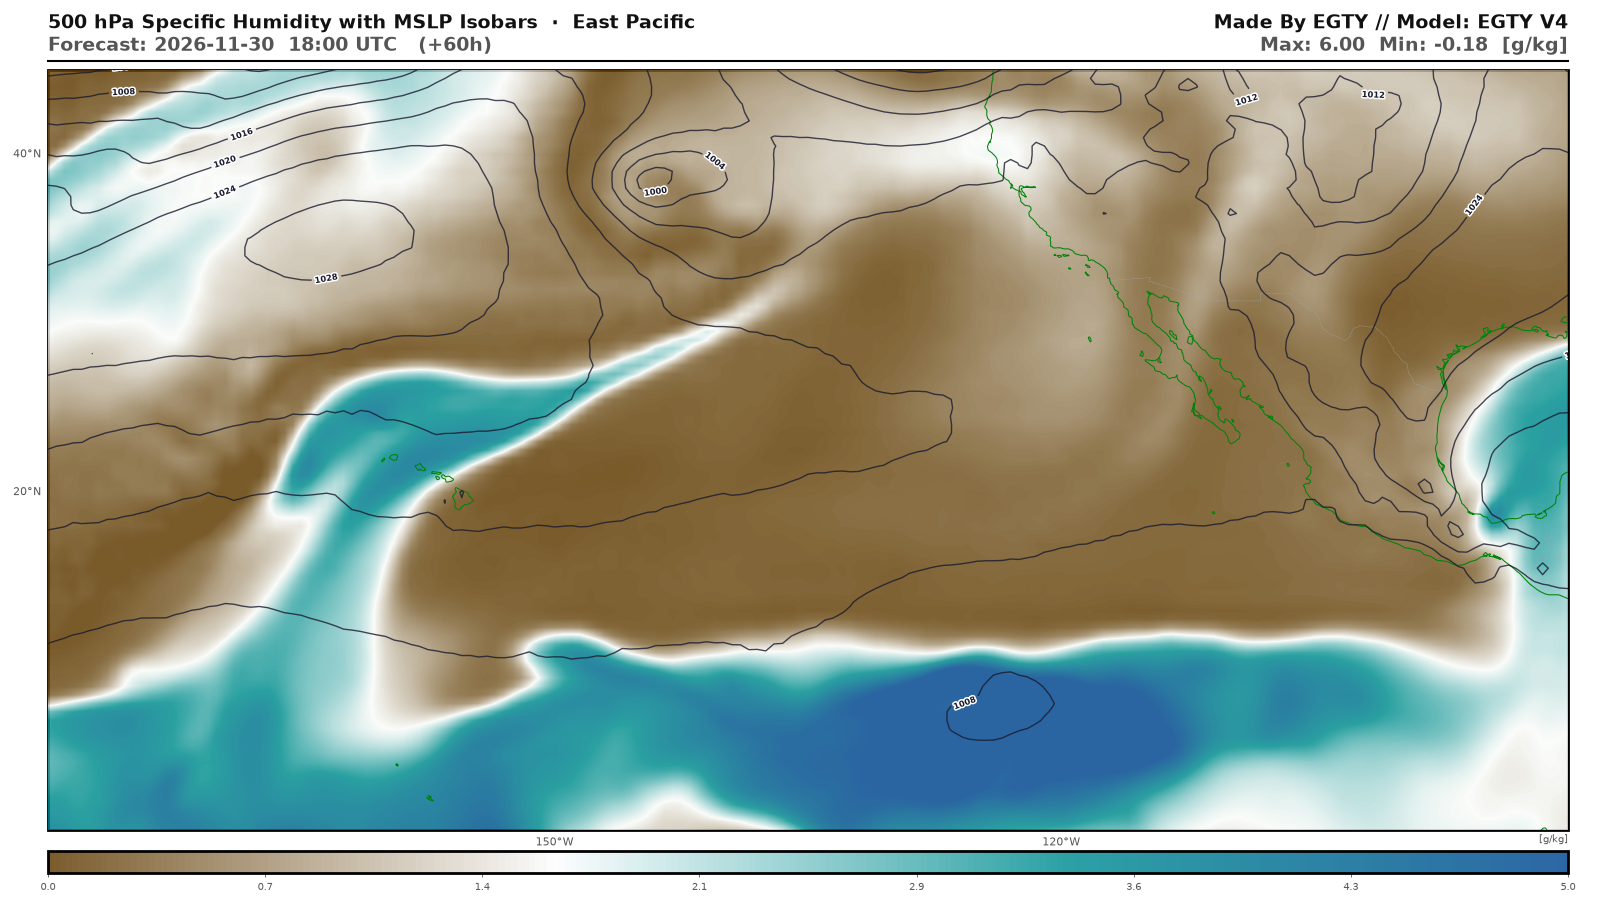 500 hPa Specific Humidity with MSLP Isobars · East Pacific
Made By EGTY // Model: EGTY V4
Forecast: 2026-11-30 18:00 UTC (+60h)
Max: 6.00 Min: -0.18 [g/kg]
1008
1012
1012
1016
40°N
1020
1004
1000
1024
1024
1028
20°N
1008
150°W
120°W
[g/kg]
0.0
0.7
1.4
2.1
2.9
3.6
4.3
5.0